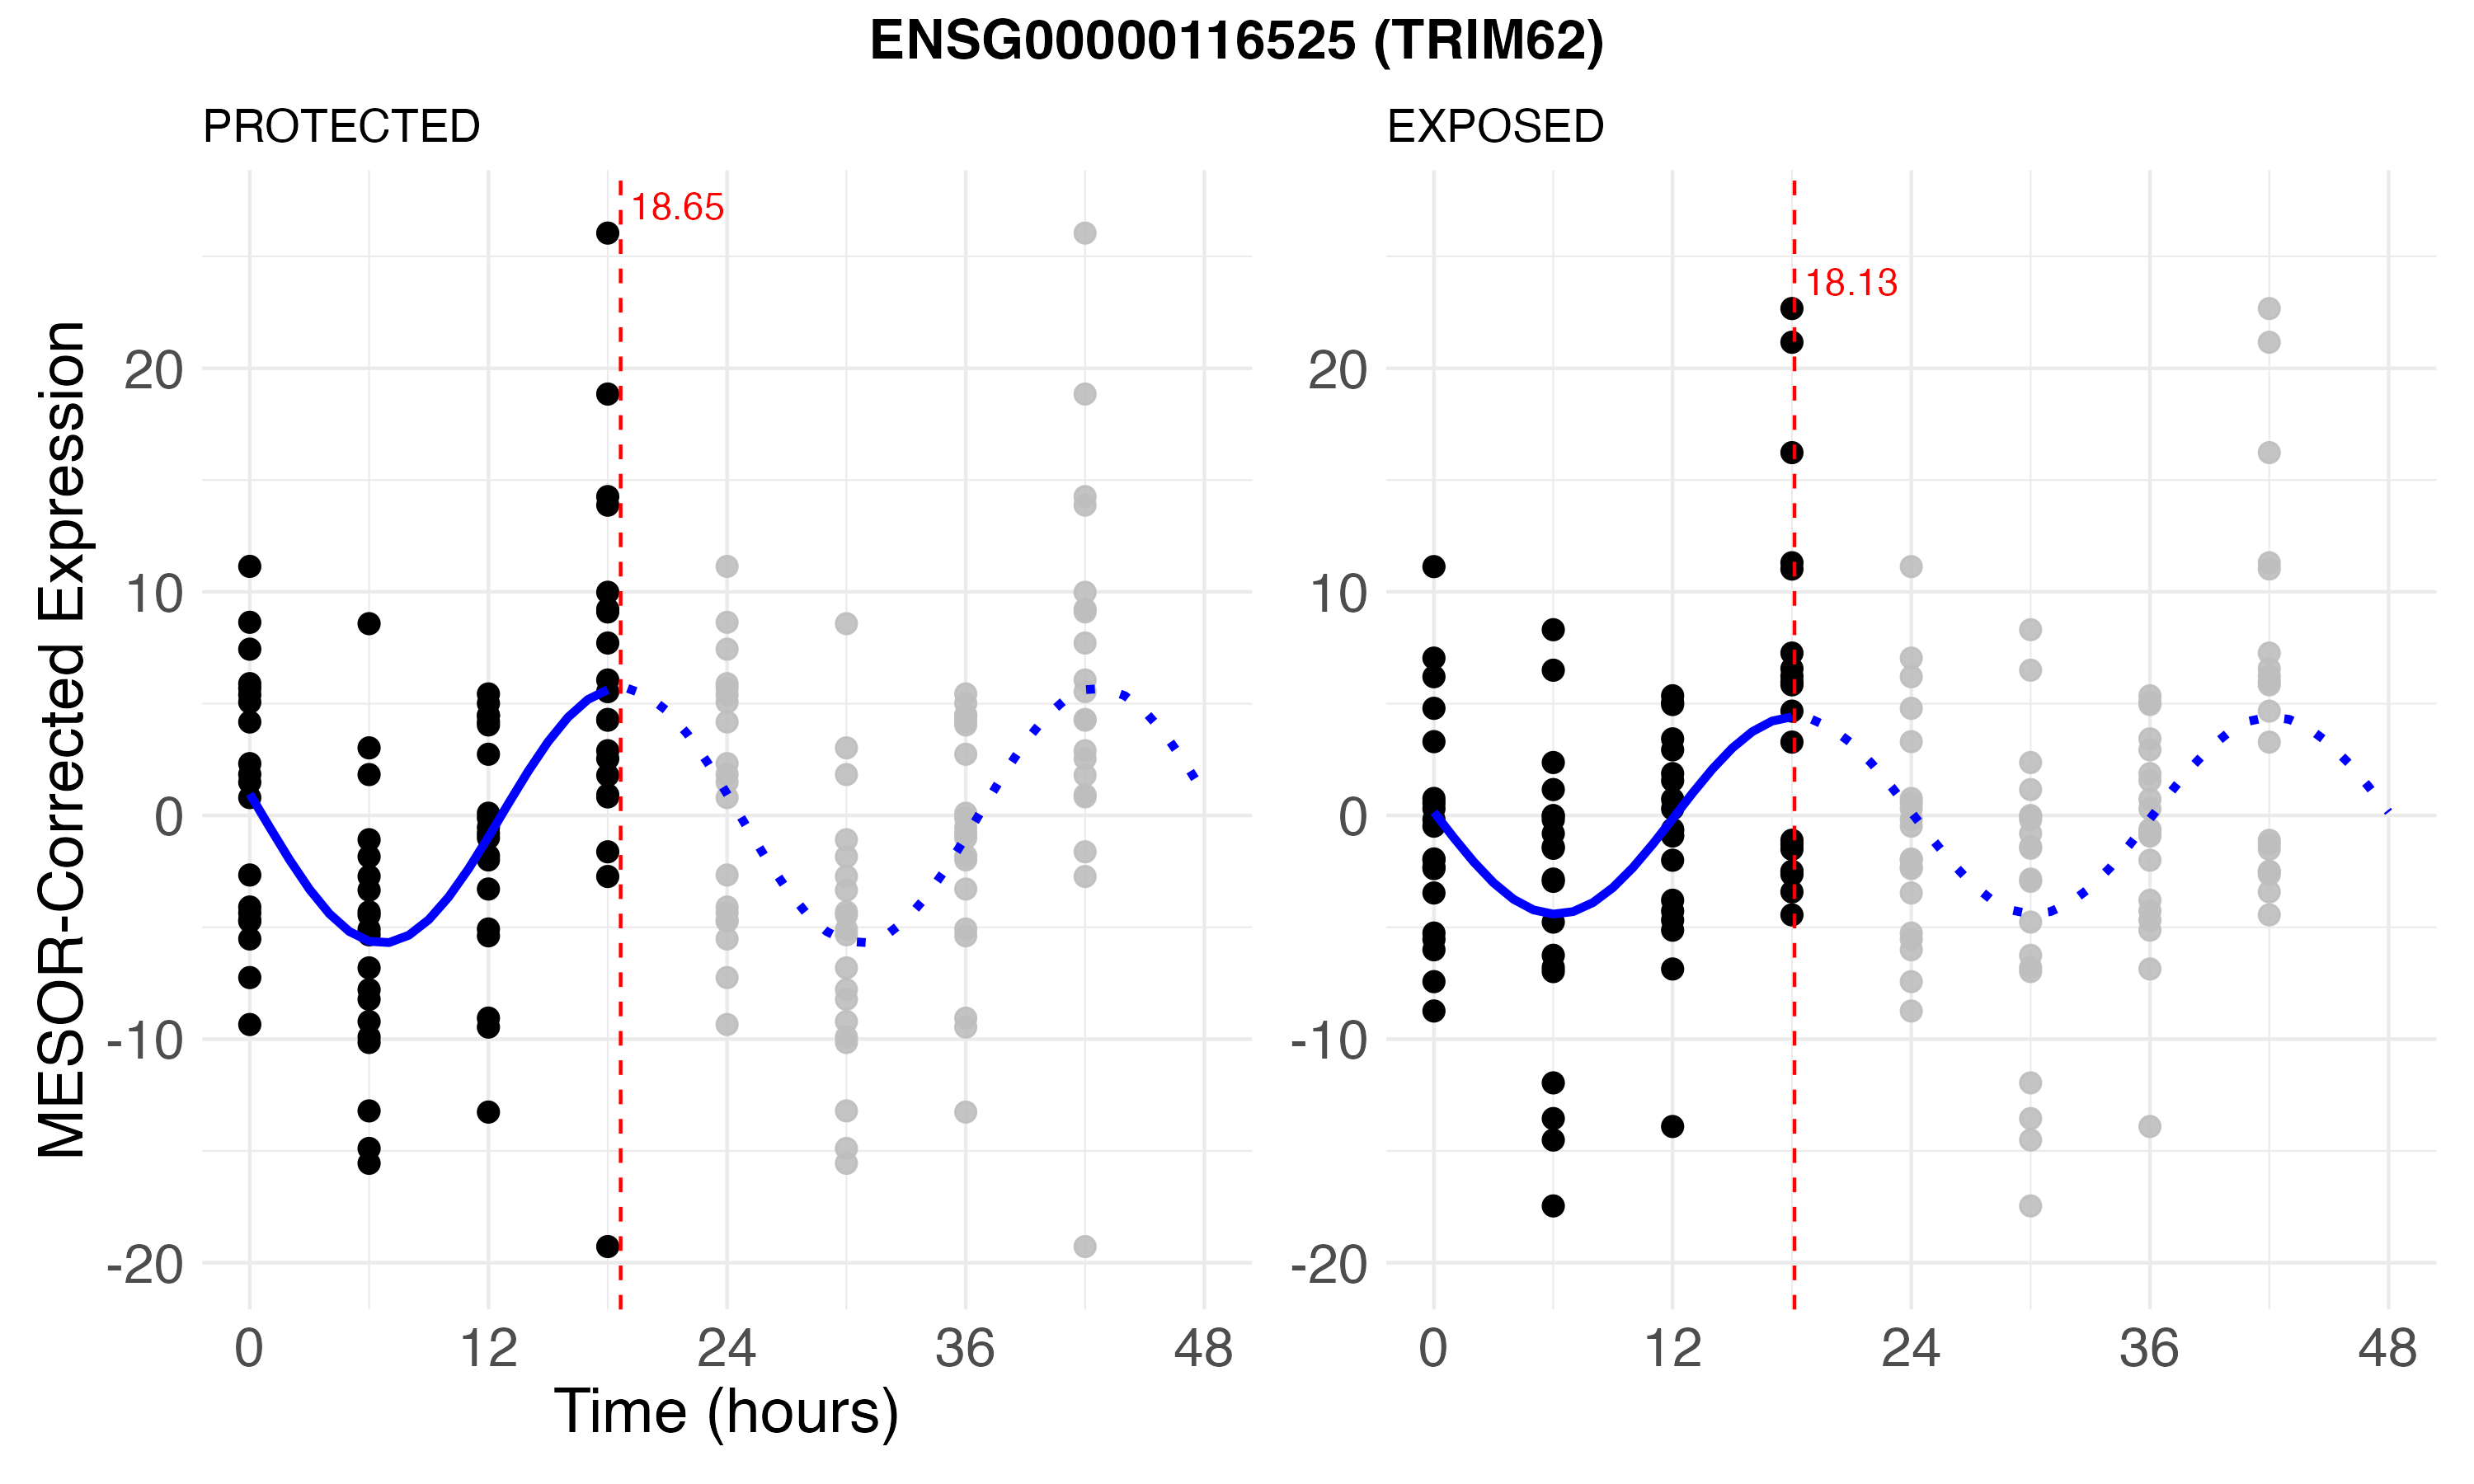 ENSG00000116525 (TRIM62)
PROTECTED
EXPOSED
MESOR-Corrected Expression
18.65
18.13
20
10
0
-10
-20
20
10
0
-10
-20
0 12 24 36 48
0 12 24 36 48
Time (hours)